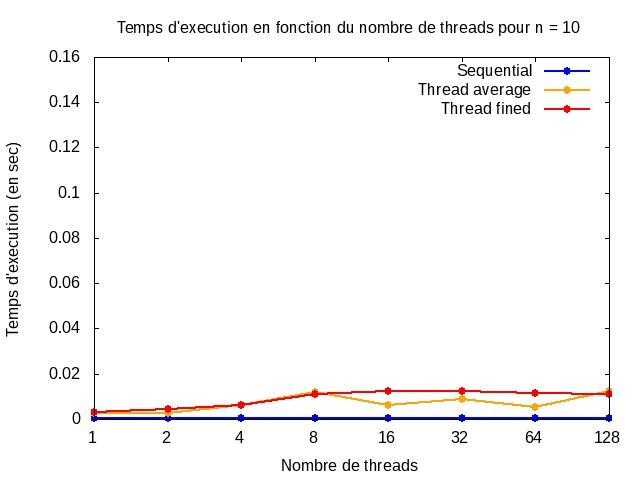 Temps d'execution en fonction du nombre de threads pour n = 10
Temps d'execution (en sec)
0.16
0.14
0.12
0.1
0.08
0.06
0.04
0.02
0
Sequential
Thread average
Thread fined
1 2 4 8 16 32 64 128
Nombre de threads